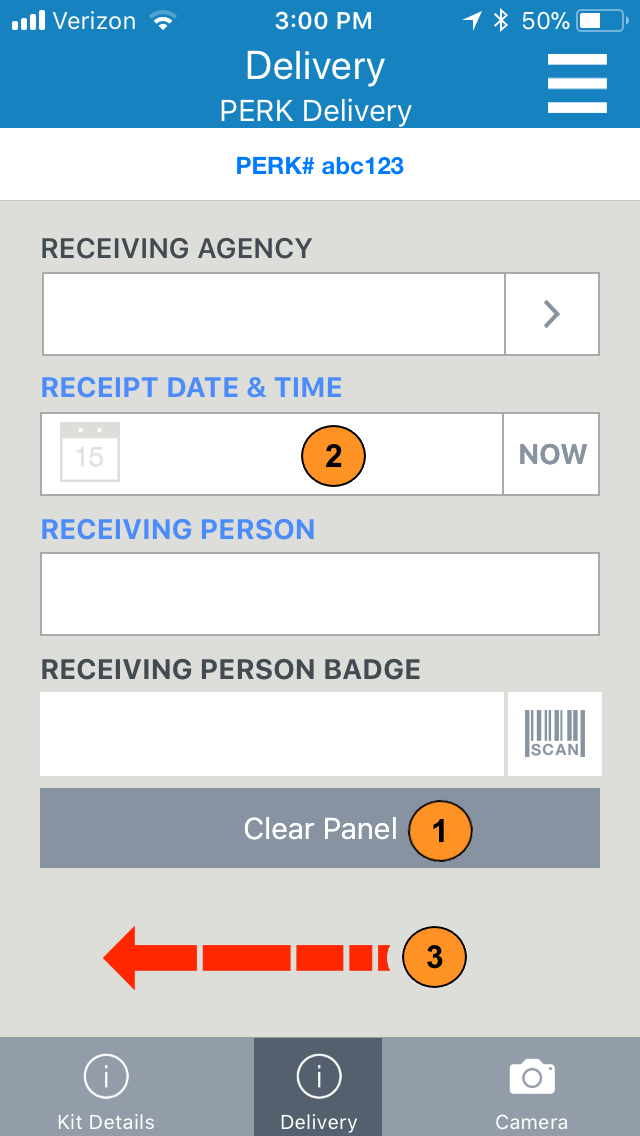 Verizon 3:00 PM 50%
Delivery
PERK Delivery
PERK# abc123
RECEIVING AGENCY
RECEIPT DATE & TIME
15 2 NOW
RECEIVING PERSON
RECEIVING PERSON BADGE
SCAN
Clear Panel 1
3
Kit Details Delivery Camera